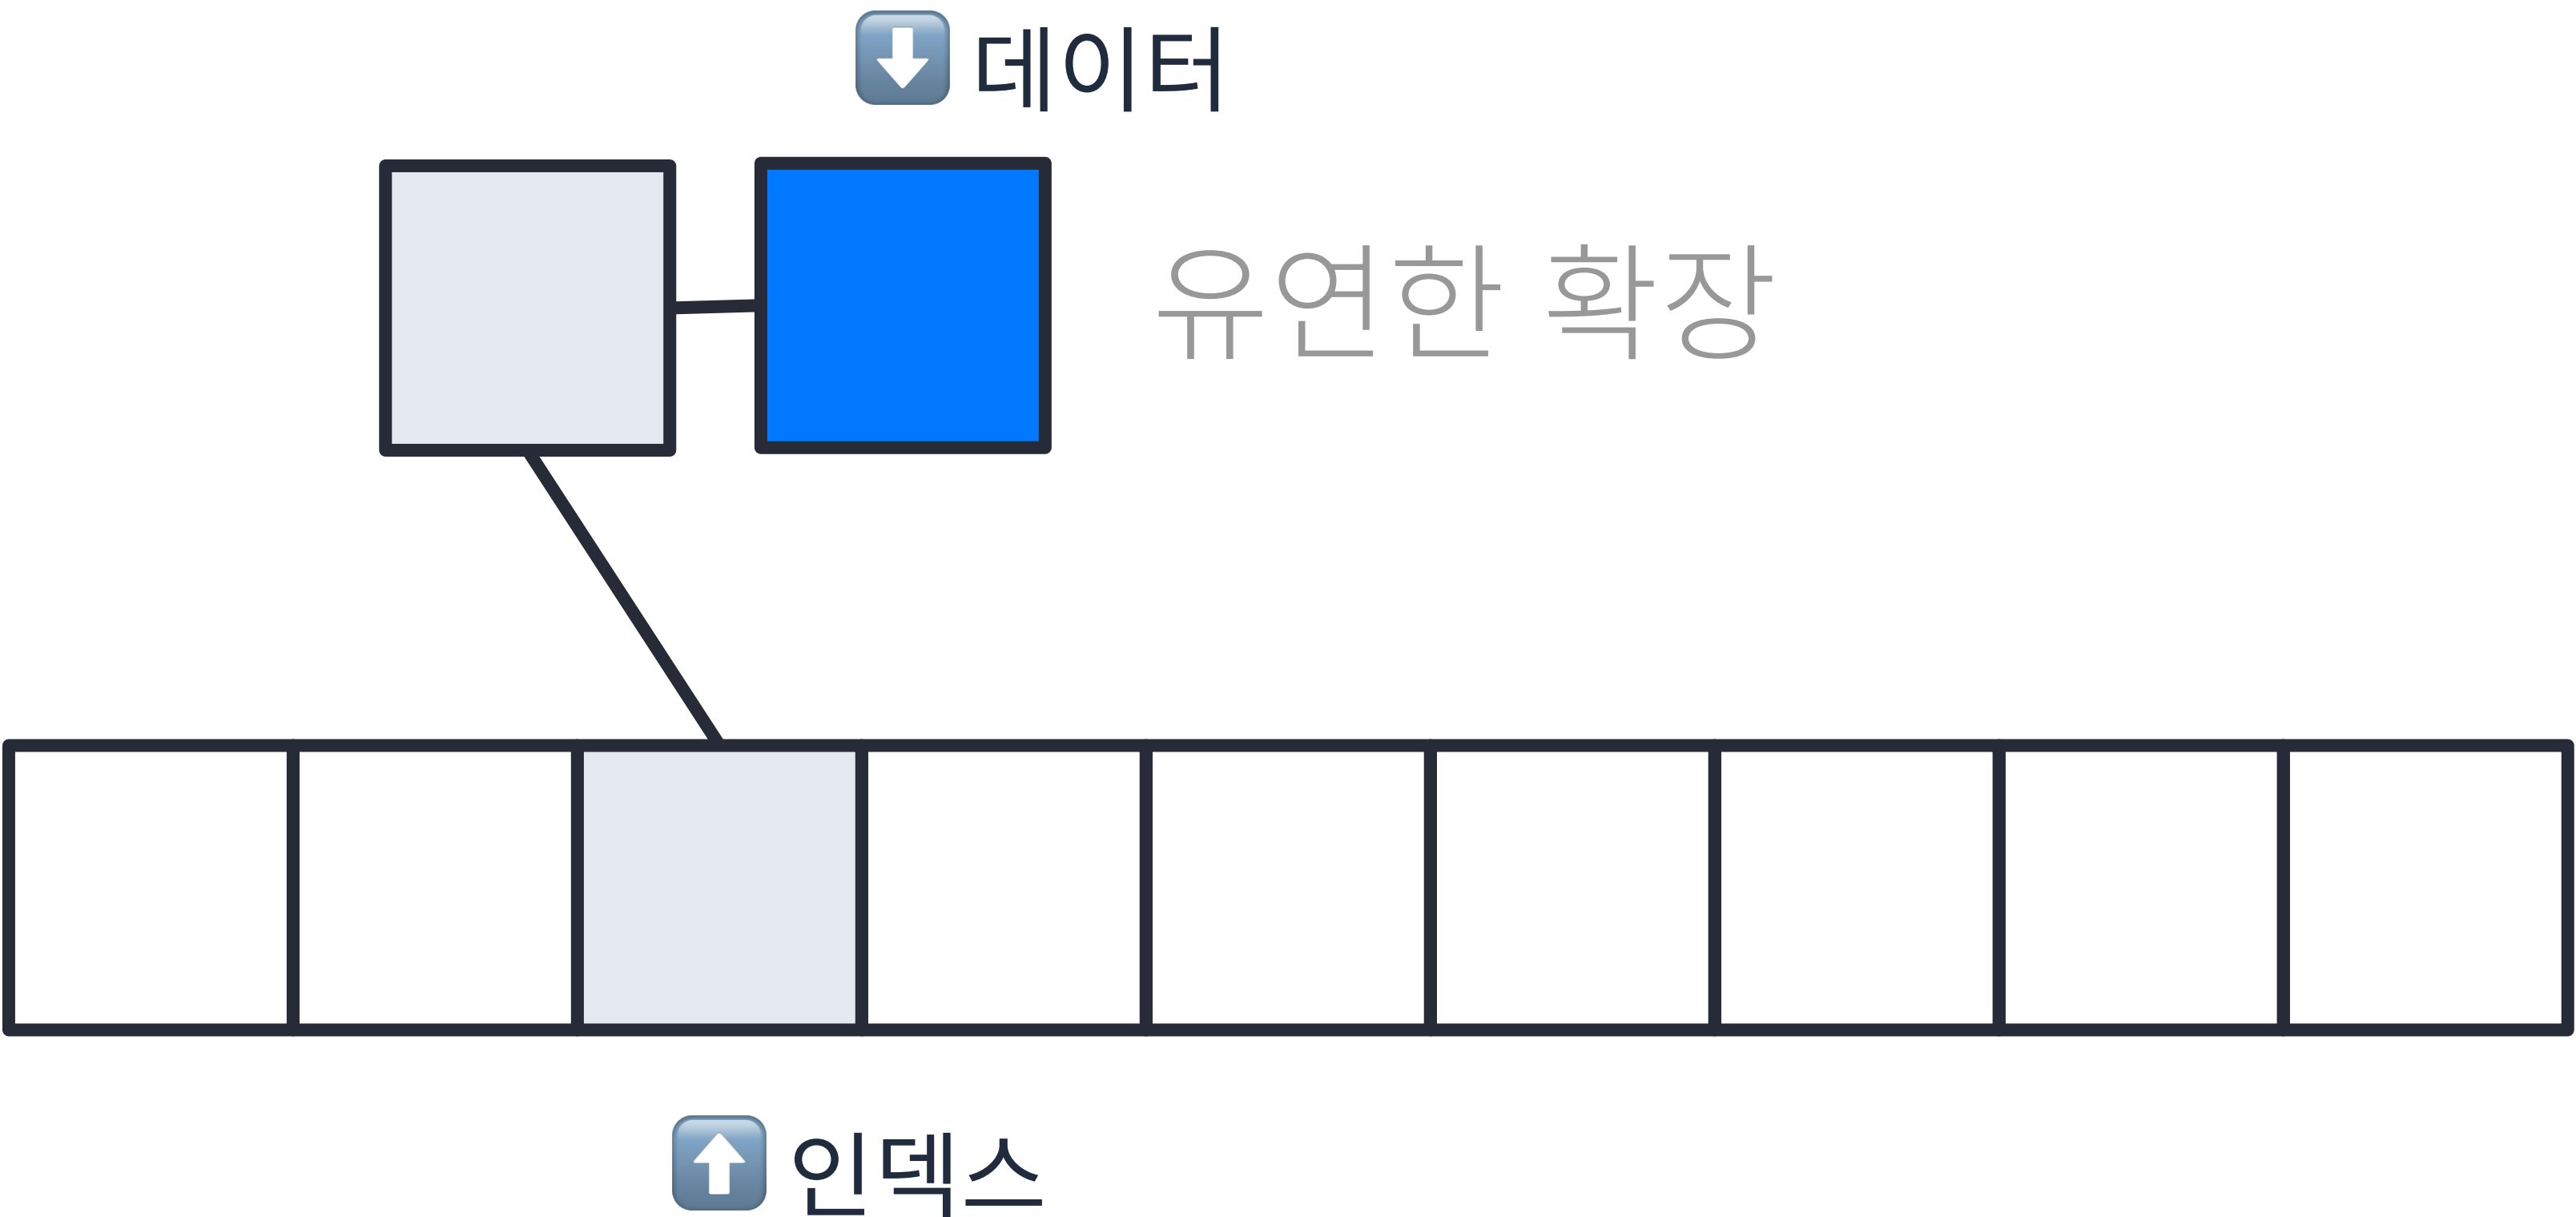 ⬇️ 데이터
유연한 확장
⬆️ 인덱스